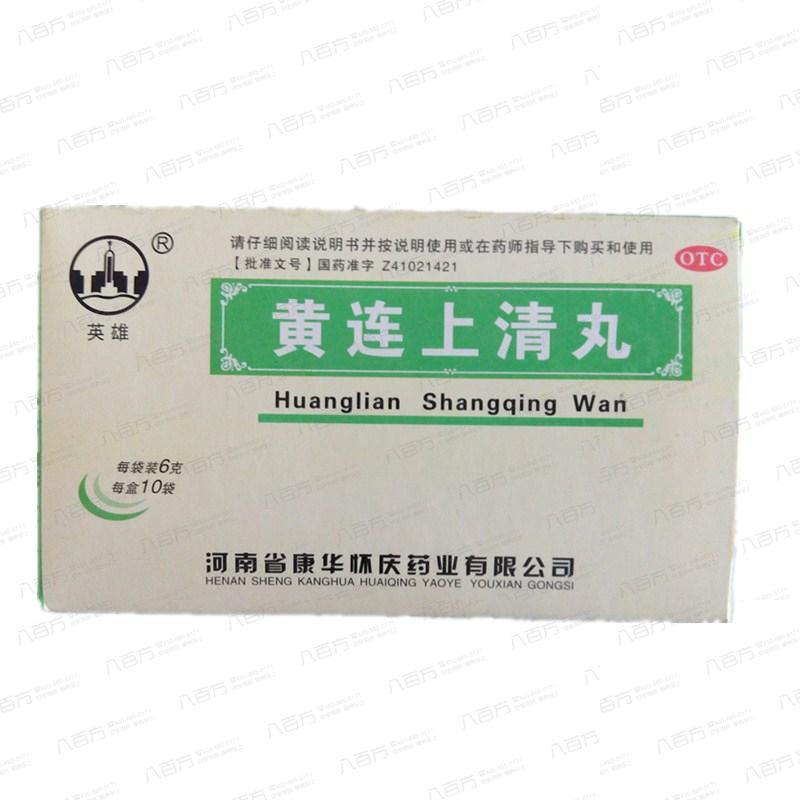 ®
英雄
请仔细阅读说明书并按说明使用或在药师指导下购买和使用
【批准文号】国药准字 Z41021421
OTC
黄连上清丸
Huanglian Shangqing Wan
每袋装6克
每盒10袋
河南省康华怀庆药业有限公司
HENAN SHENG KANGHUA HUAIQING YAOYE YOUXIAN GONGSI
八百方